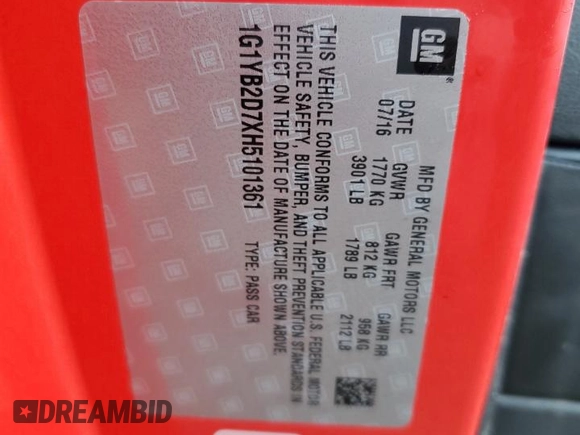 GM
®
MFD BY GENERAL MOTORS LLC
DATE GVWR GAWR FRT GAWR RR
07/16 1770 KG 812 KG 958 KG
3901 LB 1789 LB 2112 LB
THIS VEHICLE CONFORMS TO ALL APPLICABLE U.S. FEDERAL MOTOR
VEHICLE SAFETY, BUMPER, AND THEFT PREVENTION STANDARDS IN
EFFECT ON THE DATE OF MANUFACTURE SHOWN ABOVE.
1G1YB2D7XH5101361 TYPE: PASS CAR
DREAMBID